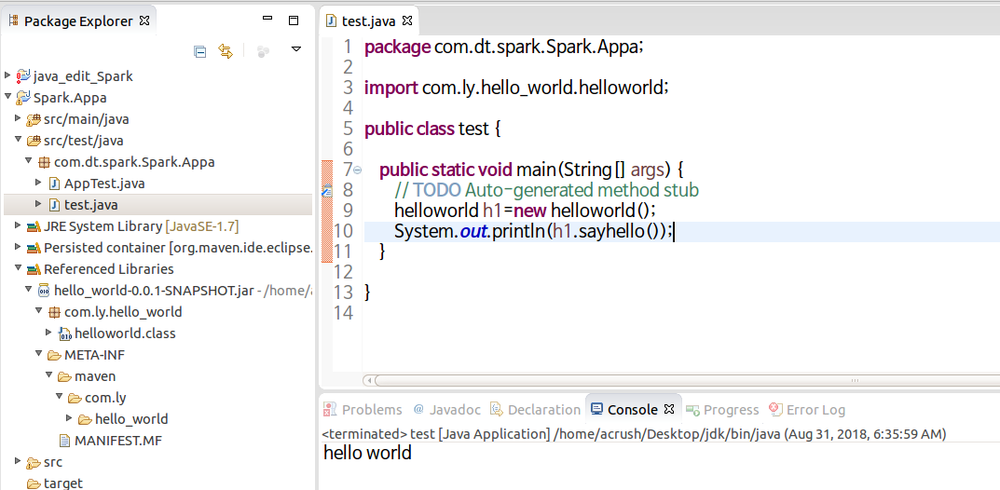 Package Explorer
java_edit_Spark
Spark.Appa
src/main/java
src/test/java
com.dt.spark.Spark.Appa
AppTest.java
test.java
JRE System Library [JavaSE-1.7]
Persisted container [org.maven.ide.eclipse.
Referenced Libraries
hello_world-0.0.1-SNAPSHOT.jar - /home/a
com.ly.hello_world
helloworld.class
META-INF
maven
com.ly
hello_world
MANIFEST.MF
src
target
test.java
1 package com.dt.spark.Spark.Appa;
2
3 import com.ly.hello_world.helloworld;
4
5 public class test {
6
7 public static void main(String[] args) {
8 // TODO Auto-generated method stub
9 helloworld h1=new helloworld();
10 System.out.println(h1.sayhello());
11 }
12
13 }
14
Problems @ Javadoc Declaration Console Progress Error Log
<terminated> test [Java Application] /home/acrush/Desktop/jdk/bin/java (Aug 31, 2018, 6:35:59 AM)
hello world